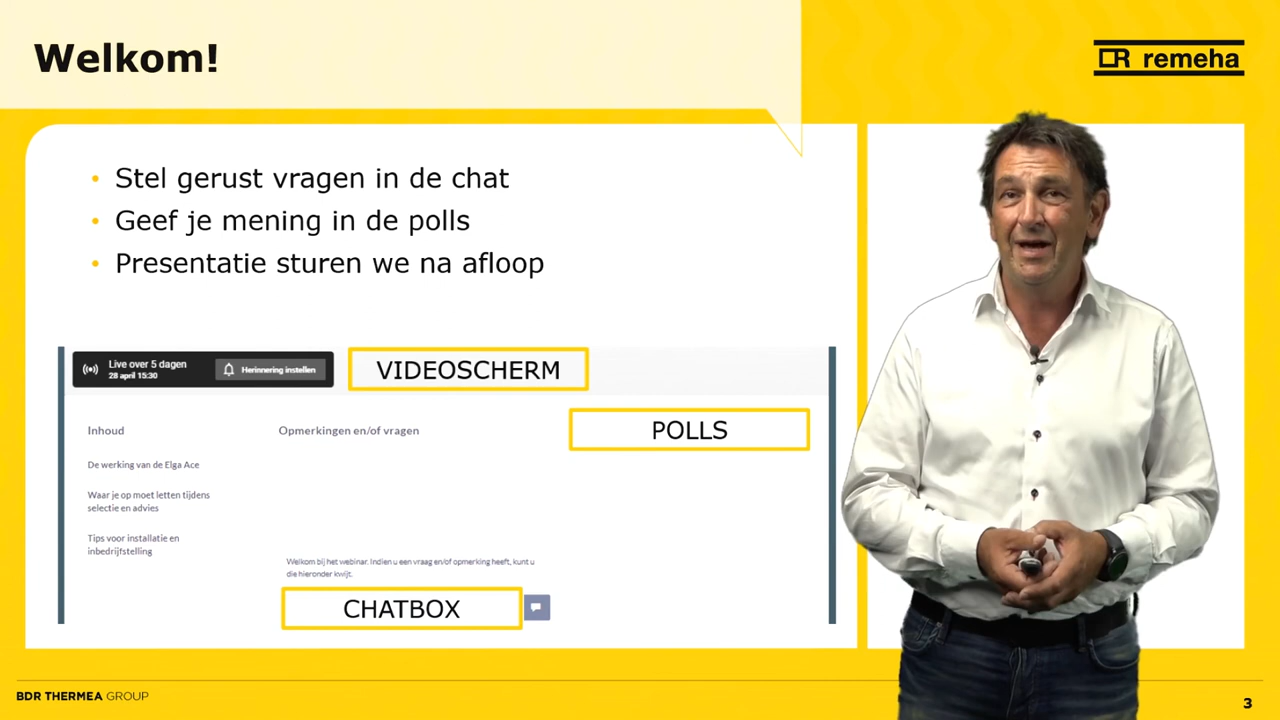 Welkom!
remeha
Stel gerust vragen in de chat
Geef je mening in de polls
Presentatie sturen we na afloop
Live over 5 dagen
28 april 15:30
Herinnering instellen
VIDEOSCHERM
Inhoud
Opmerkingen en/of vragen
POLLS
De werking van de Elga Ace
Waar je op moet letten tijdens
selectie en advies
Tips voor installatie en
inbedrijfstelling
Welkom bij het webinar. Indien u een vraag en/of opmerking heeft, kunt u
die hieronder kwijt.
CHATBOX
BDR THERMEA GROUP
3